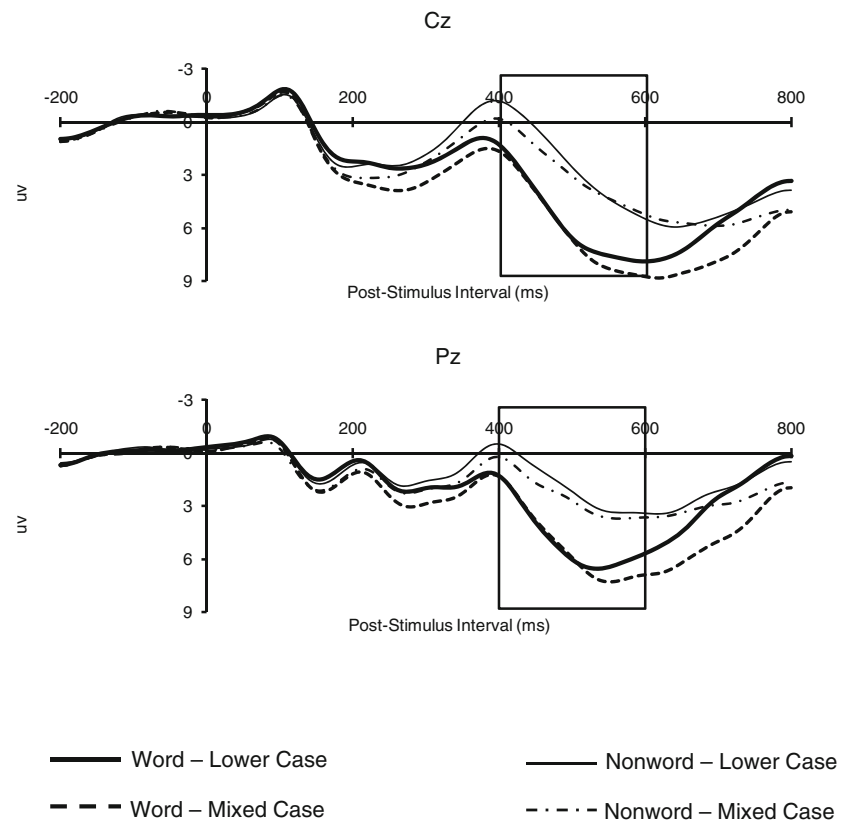 Cz
-3
-200 0 200 400 600 800
0
3
uv
6
9
Post-Stimulus Interval (ms)
Pz
-3
-200 0 200 400 600 800
0
3
uv
6
9
Post-Stimulus Interval (ms)
Word – Lower Case Nonword – Lower Case
Word – Mixed Case Nonword – Mixed Case